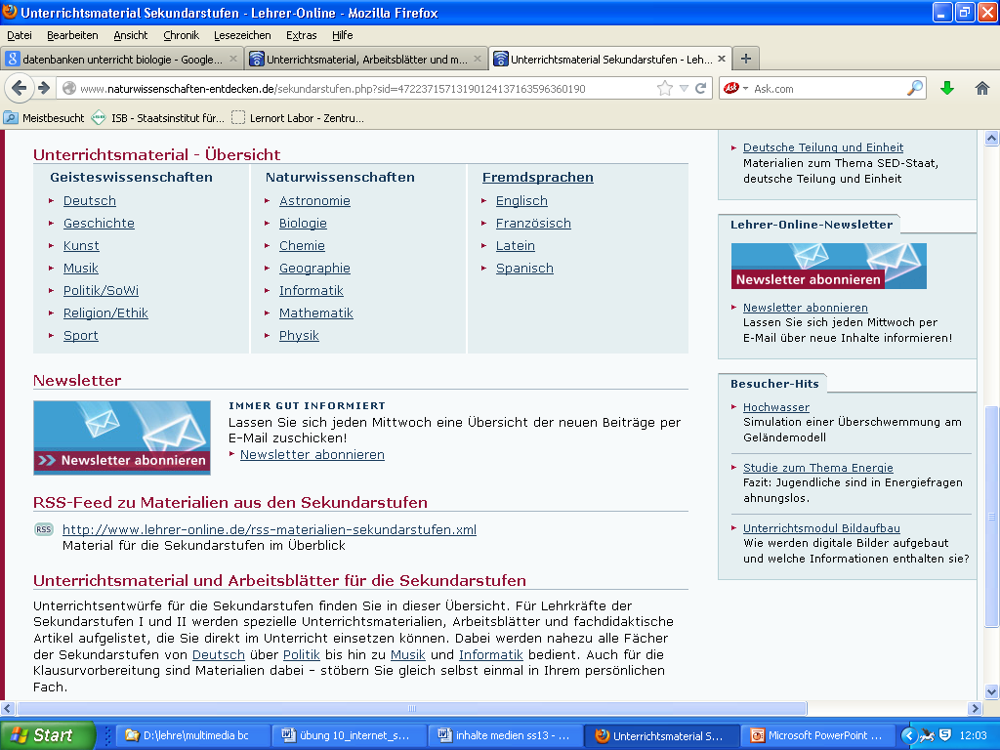 Unterrichtsmaterial Sekundarstufen - Lehrer-Online - Mozilla Firefox
Datei Bearbeiten Ansicht Chronik Lesezeichen Extras Hilfe
datenbanken unterricht biologie - Google...
Unterrichtsmaterial, Arbeitsblätter und m...
Unterrichtsmaterial Sekundarstufen - Leh...
www.naturwissenschaften-entdecken.de/sekundarstufen.php?sid=47223715713190124137163596360190
Ask Ask.com
Meistbesucht ISB - Staatsinstitut für... Lernort Labor - Zentru...
Unterrichtsmaterial - Übersicht
Geisteswissenschaften
Deutsch
Geschichte
Kunst
Musik
Politik/SoWi
Religion/Ethik
Sport
Naturwissenschaften
Astronomie
Biologie
Chemie
Geographie
Informatik
Mathematik
Physik
Fremdsprachen
Englisch
Französisch
Latein
Spanisch
Newsletter
Newsletter abonnieren
IMMER GUT INFORMIERT
Lassen Sie sich jeden Mittwoch eine Übersicht der neuen Beiträge per
E-Mail zuschicken!
Newsletter abonnieren
RSS-Feed zu Materialien aus den Sekundarstufen
RSS http://www.lehrer-online.de/rss-materialien-sekundarstufen.xml
Material für die Sekundarstufen im Überblick
Unterrichtsmaterial und Arbeitsblätter für die Sekundarstufen
Unterrichtsentwürfe für die Sekundarstufen finden Sie in dieser Übersicht. Für Lehrkräfte der
Sekundarstufen I und II werden spezielle Unterrichtsmaterialien, Arbeitsblätter und fachdidaktische
Artikel aufgelistet, die Sie direkt im Unterricht einsetzen können. Dabei werden nahezu alle Fächer
der Sekundarstufen von Deutsch über Politik bis hin zu Musik und Informatik bedient. Auch für die
Klausurvorbereitung sind Materialien dabei – stöbern Sie gleich selbst einmal in Ihrem persönlichen
Fach.
Deutsche Teilung und Einheit
Materialien zum Thema SED-Staat,
deutsche Teilung und Einheit
Lehrer-Online-Newsletter
Newsletter abonnieren
Newsletter abonnieren
Lassen Sie sich jeden Mittwoch per
E-Mail über neue Inhalte informieren!
Besucher-Hits
Hochwasser
Simulation einer Überschwemmung am
Geländemodell
Studie zum Thema Energie
Fazit: Jugendliche sind in Energiefragen
ahnungslos.
Unterrichtsmodul Bildaufbau
Wie werden digitale Bilder aufgebaut
und welche Informationen enthalten sie?
Start
D:\lehre\multimedia bc
übung 10_internet_s...
inhalte medien ss13 - ...
Unterrichtsmaterial S...
Microsoft PowerPoint ...
12:03